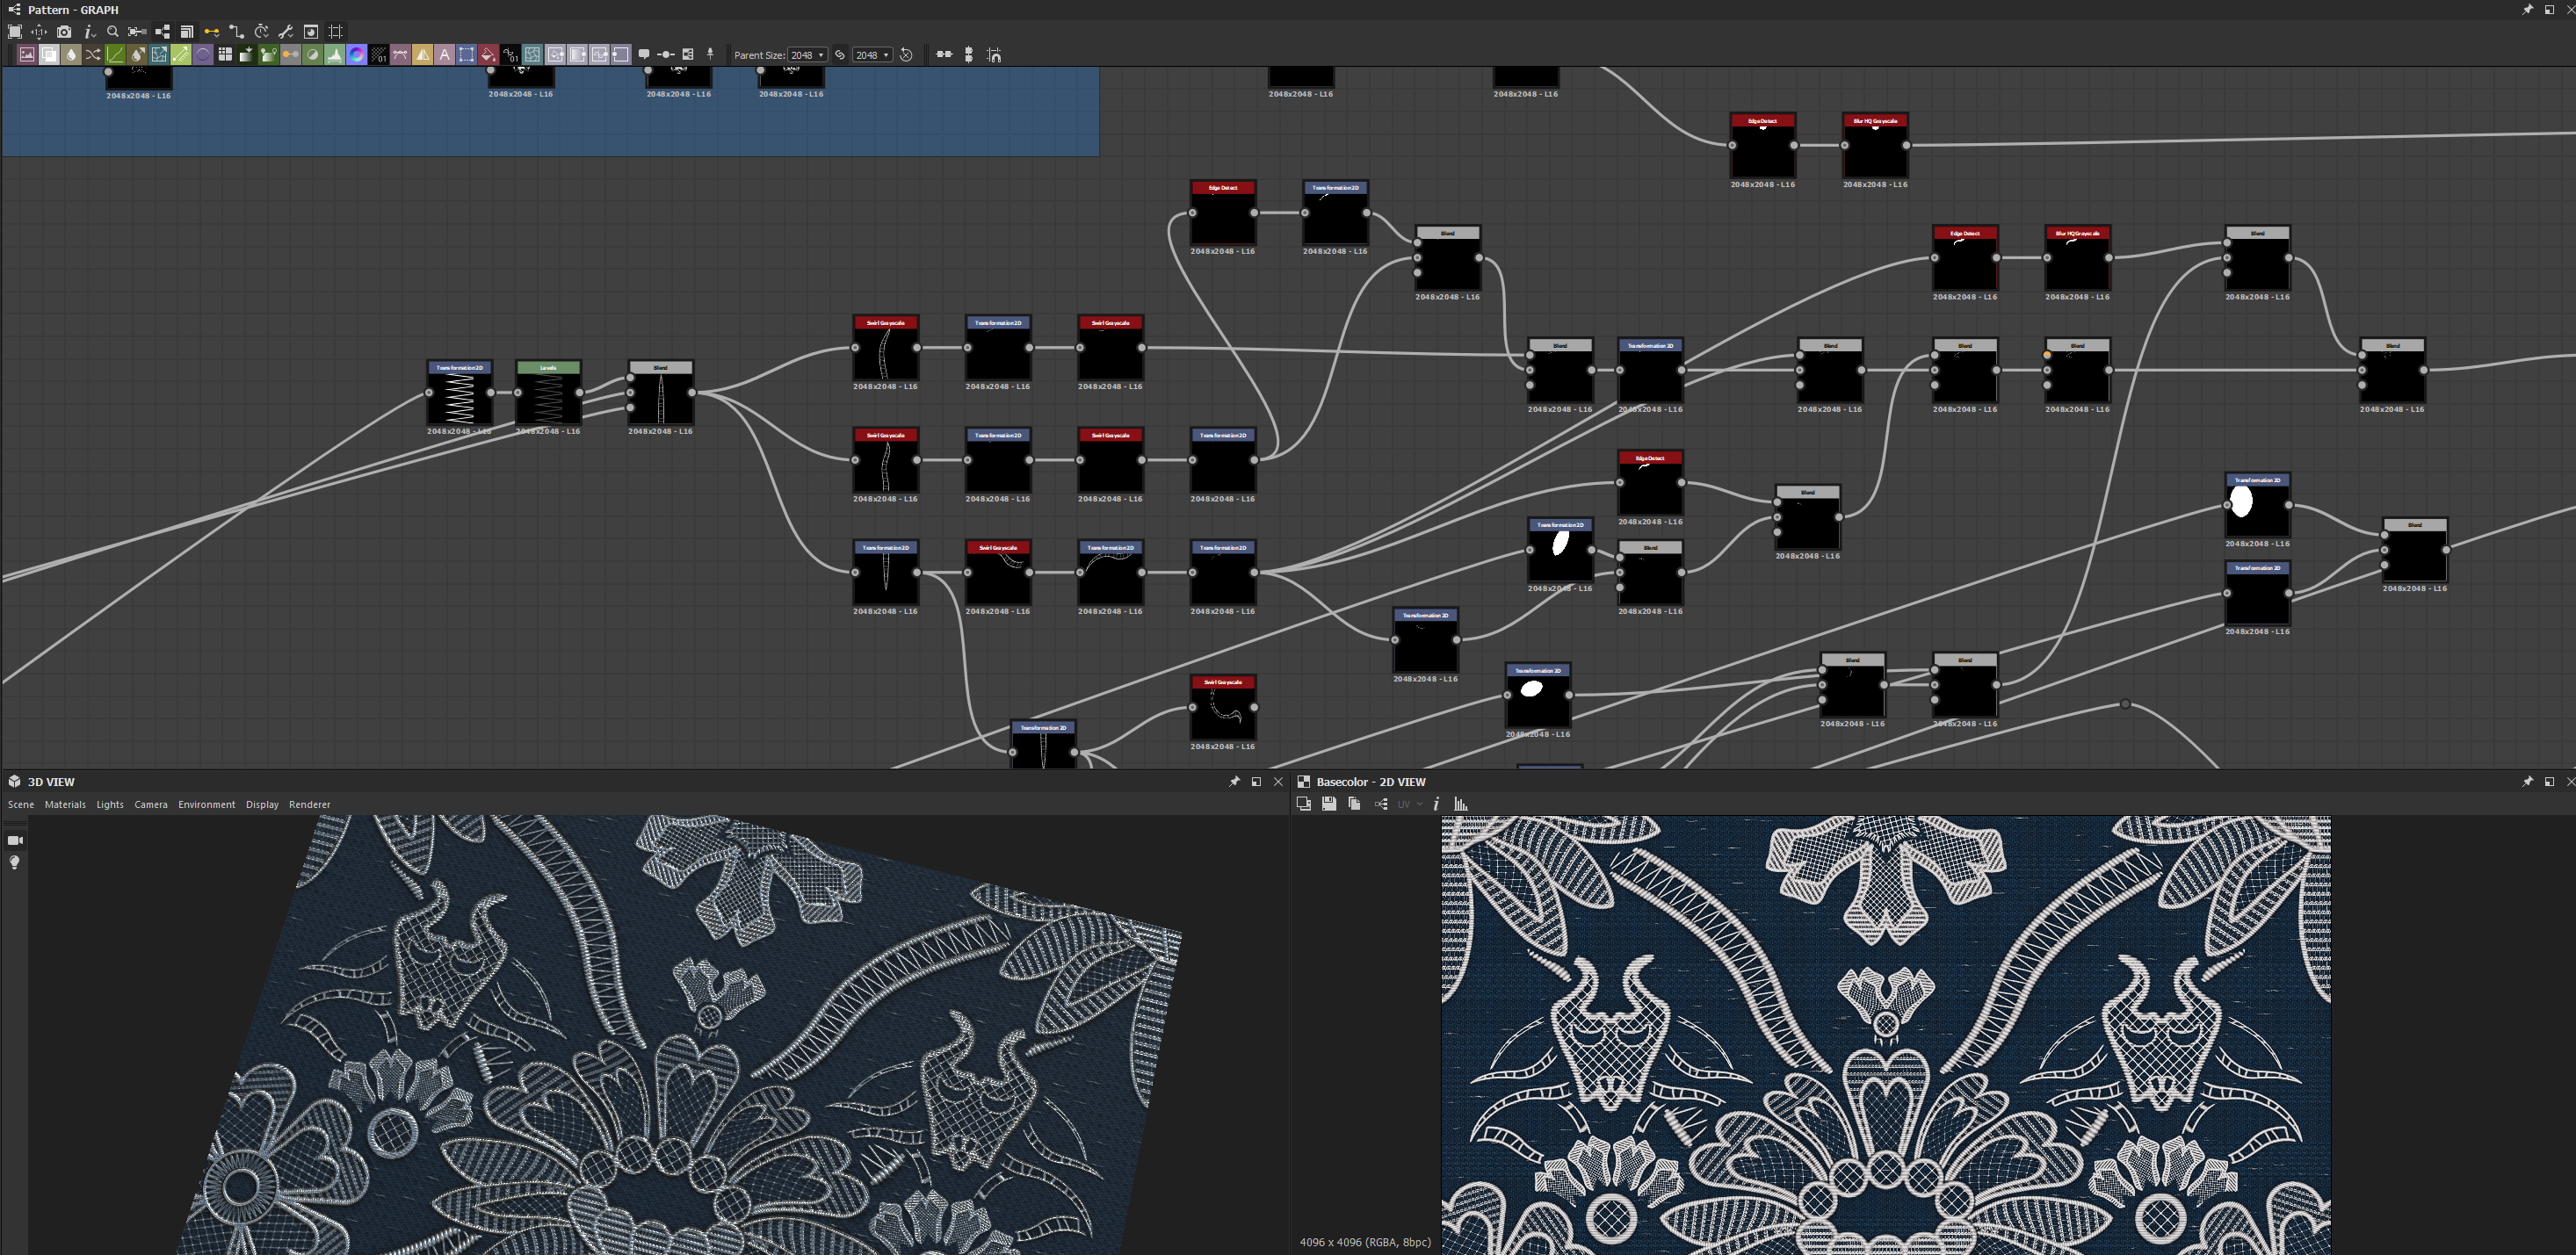 Pattern - GRAPH
Parent Size: 2048 2048
2048x2048 - L16
2048x2048 - L16
2048x2048 - L16
2048x2048 - L16
2048x2048 - L16
2048x2048 - L16
Edge Detect
Blur HQ Grayscale
2048x2048 - L16
2048x2048 - L16
Edge Detect
Transformation 2D
2048x2048 - L16
2048x2048 - L16
Blend
2048x2048 - L16
Edge Detect
Blur HQ Grayscale
Blend
2048x2048 - L16
2048x2048 - L16
2048x2048 - L16
Swirl Grayscale
Transformation 2D
Swirl Grayscale
2048x2048 - L16
2048x2048 - L16
2048x2048 - L16
Blend
Transformation 2D
Blend
Blend
Blend
Blend
2048x2048 - L16
2048x2048 - L16
2048x2048 - L16
2048x2048 - L16
2048x2048 - L16
2048x2048 - L16
Transformation 2D
Levels
Blend
2048x2048 - L16
2048x2048 - L16
2048x2048 - L16
Swirl Grayscale
Transformation 2D
Swirl Grayscale
Transformation 2D
2048x2048 - L16
2048x2048 - L16
2048x2048 - L16
2048x2048 - L16
Edge Detect
2048x2048 - L16
Blend
2048x2048 - L16
Transformation 2D
2048x2048 - L16
Transformation 2D
Blend
2048x2048 - L16
2048x2048 - L16
Blend
2048x2048 - L16
Transformation 2D
2048x2048 - L16
Transformation 2D
Swirl Grayscale
Transformation 2D
Transformation 2D
2048x2048 - L16
2048x2048 - L16
2048x2048 - L16
2048x2048 - L16
Transformation 2D
2048x2048 - L16
Transformation 2D
2048x2048 - L16
Blend
Blend
2048x2048 - L16
2048x2048 - L16
Swirl Grayscale
2048x2048 - L16
Transformation 2D
3D VIEW
Scene Materials Lights Camera Environment Display Renderer
Basecolor - 2D VIEW
UV
4096 x 4096 (RGBA, 8bpc)